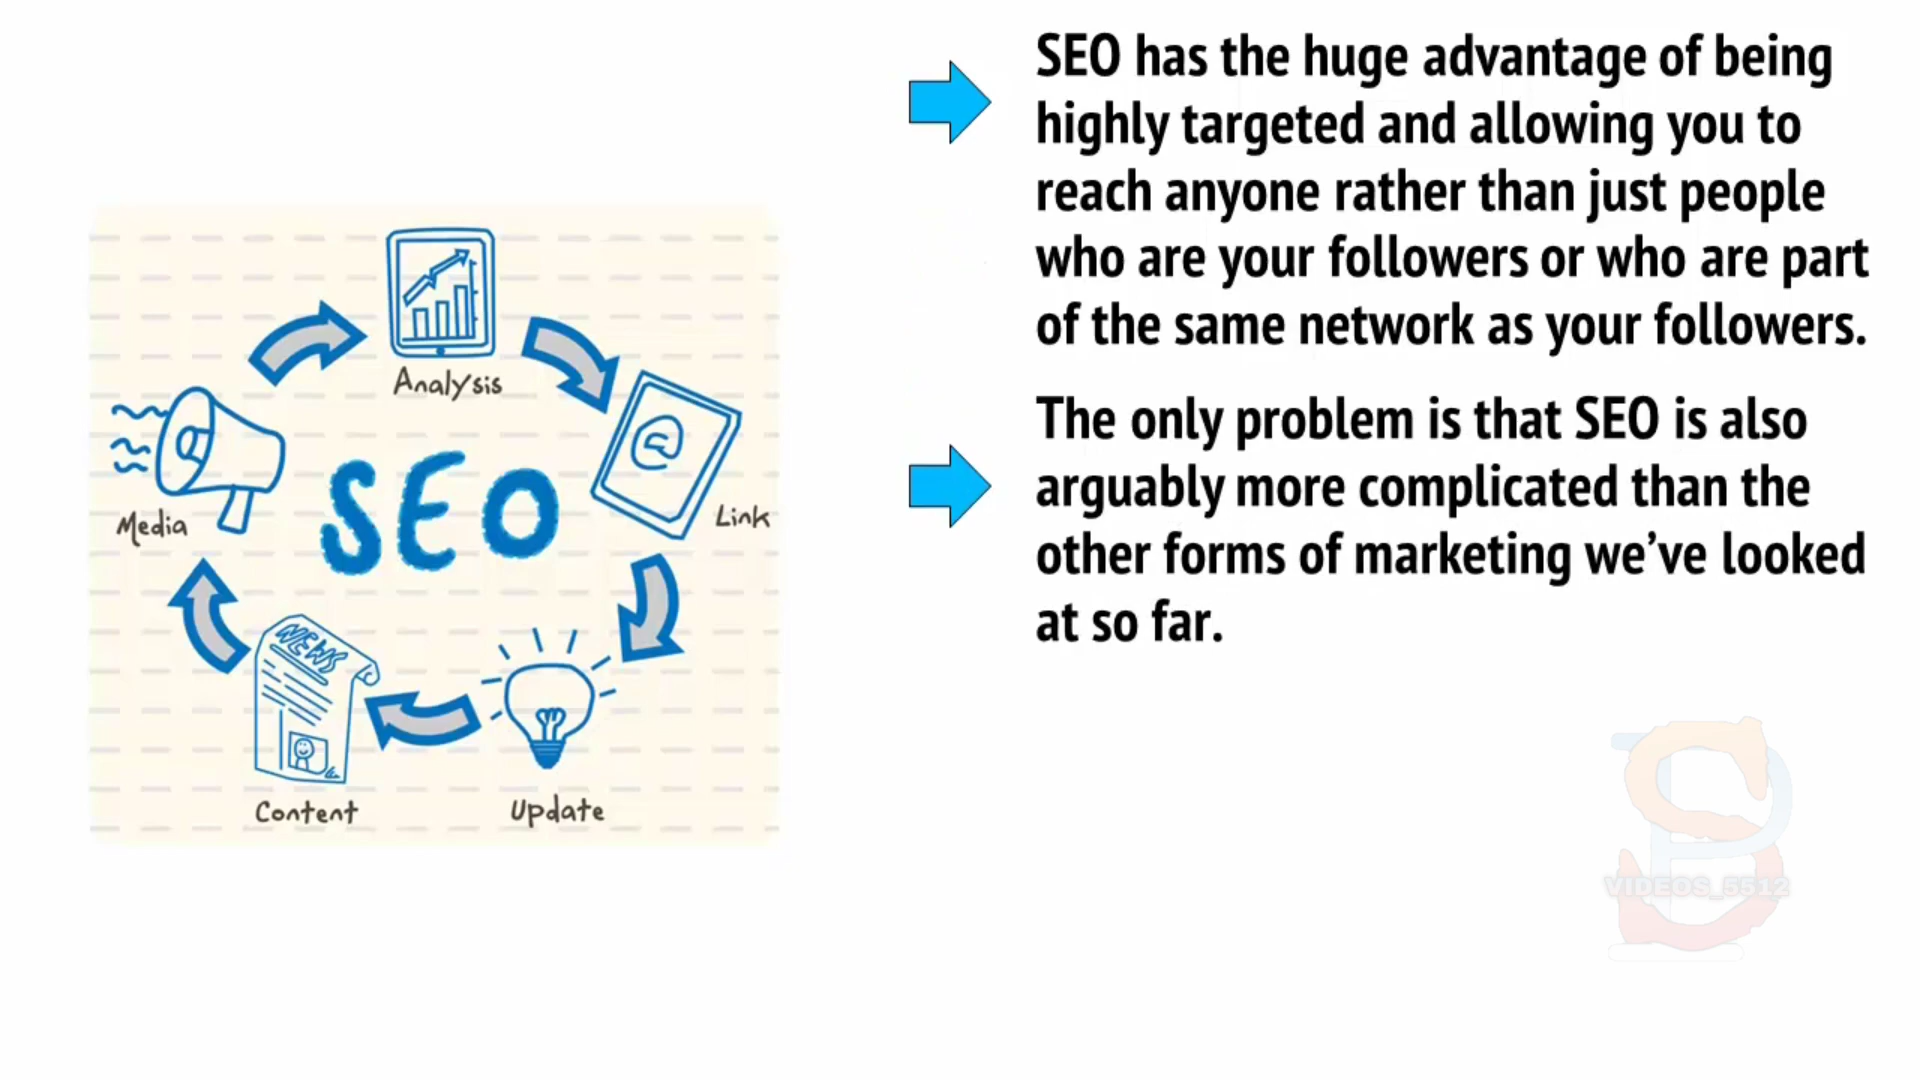 SEO has the huge advantage of being
highly targeted and allowing you to
reach anyone rather than just people
who are your followers or who are part
of the same network as your followers.
The only problem is that SEO is also
arguably more complicated than the
other forms of marketing we’ve looked
at so far.
Analysis
Link
Media
SEO
NEWS
Content
Update
VIDEOS_5512